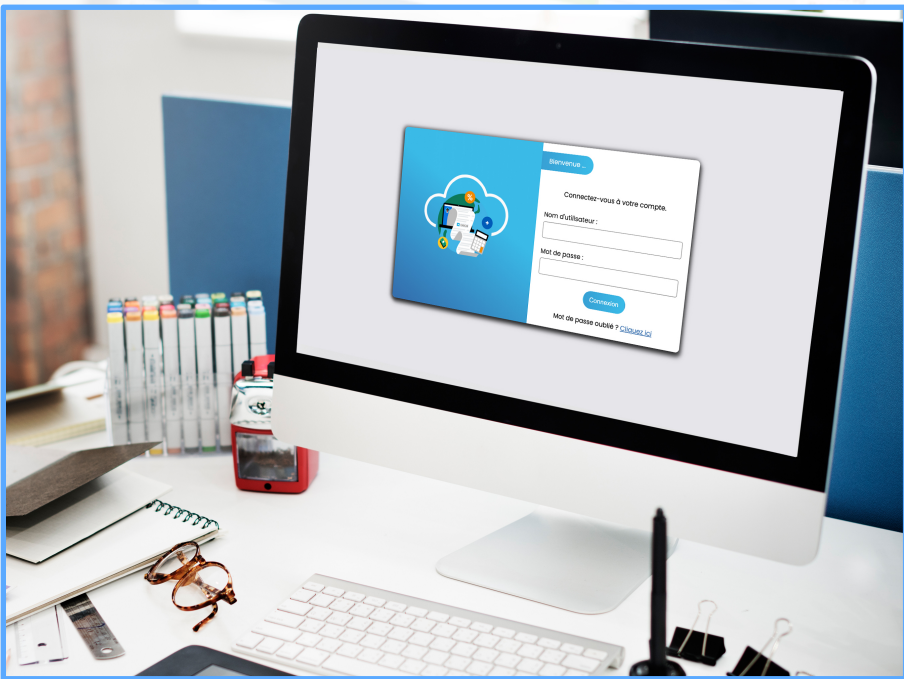 Bienvenue ...
Connectez-vous à votre compte.
Nom d'utilisateur :
Mot de passe :
Connexion
Mot de passe oublié ? Cliquez ici